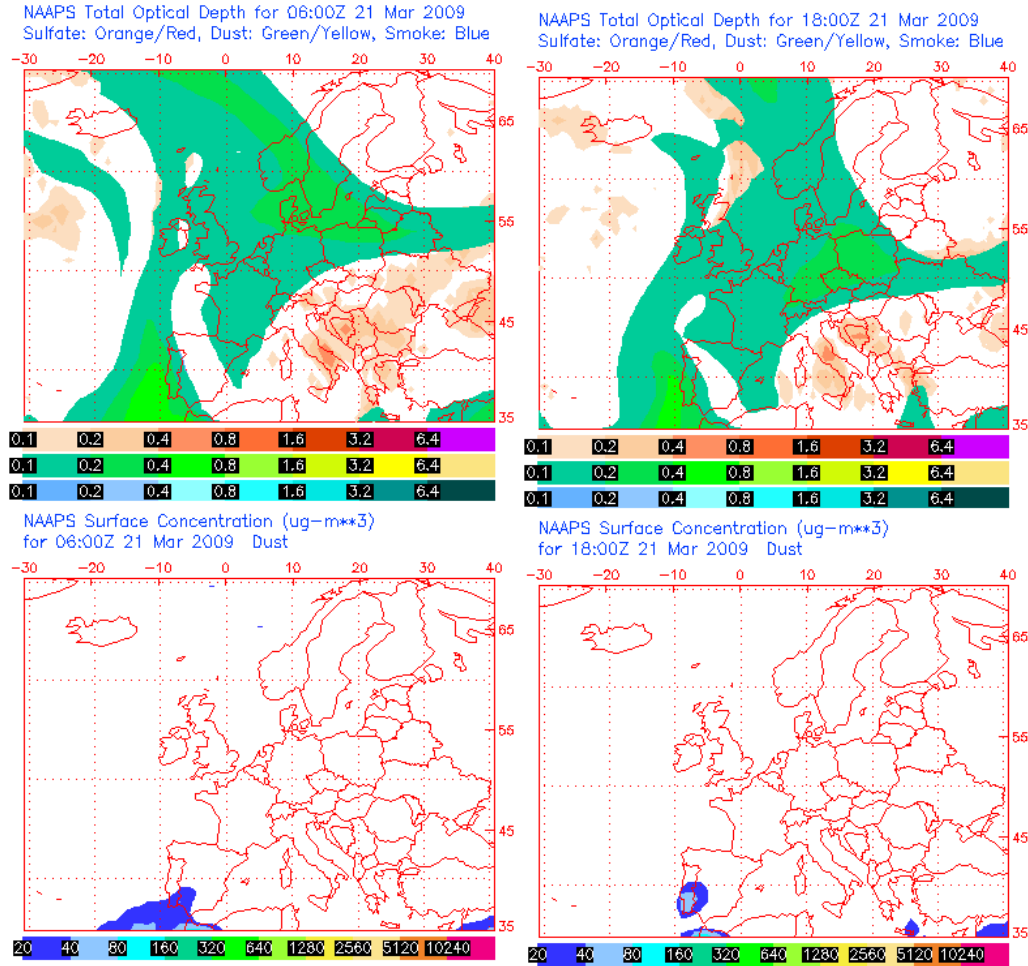 NAAPS Total Optical Depth for 06:00Z 21 Mar 2009
Sulfate: Orange/Red, Dust: Green/Yellow, Smoke: Blue
-30 -20 -10 0 10 20 30 40
65
55
45
35
0.1 0.2 0.4 0.8 1.6 3.2 6.4
0.1 0.2 0.4 0.8 1.6 3.2 6.4
0.1 0.2 0.4 0.8 1.6 3.2 6.4
NAAPS Total Optical Depth for 18:00Z 21 Mar 2009
Sulfate: Orange/Red, Dust: Green/Yellow, Smoke: Blue
-30 -20 -10 0 10 20 30 40
65
55
45
35
0.1 0.2 0.4 0.8 1.6 3.2 6.4
0.1 0.2 0.4 0.8 1.6 3.2 6.4
0.1 0.2 0.4 0.8 1.6 3.2 6.4
NAAPS Surface Concentration (ug-m**3)
for 06:00Z 21 Mar 2009 Dust
-30 -20 -10 0 10 20 30 40
65
55
45
35
20 40 80 160 320 640 1280 2560 5120 10240
NAAPS Surface Concentration (ug-m**3)
for 18:00Z 21 Mar 2009 Dust
-30 -20 -10 0 10 20 30 40
65
55
45
35
20 40 80 160 320 640 1280 2560 5120 10240